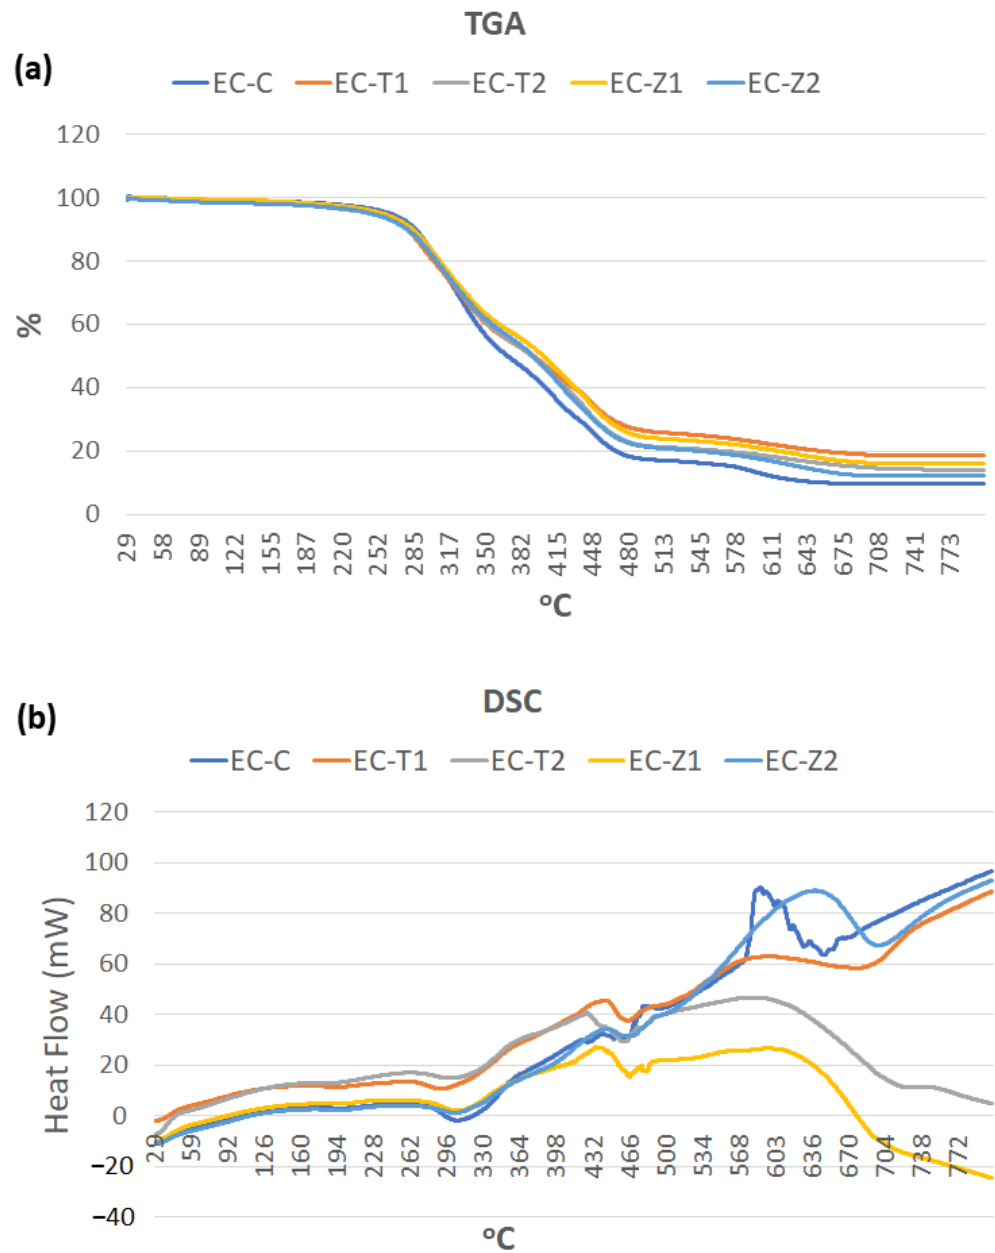 TGA
(a)
EC-C EC-T1 EC-T2 EC-Z1 EC-Z2
120
100
80
60
40
20
0
%
29 58 89 122 155 187 220 252 285 317 350 382 415 448 480 513 545 578 611 643 675 708 741 773
°C
DSC
(b)
EC-C EC-T1 EC-T2 EC-Z1 EC-Z2
120
100
80
60
40
20
0
−20
−40
Heat Flow (mW)
29 59 92 126 160 194 228 262 296 330 364 398 432 466 500 534 568 603 636 670 704 738 772
°C